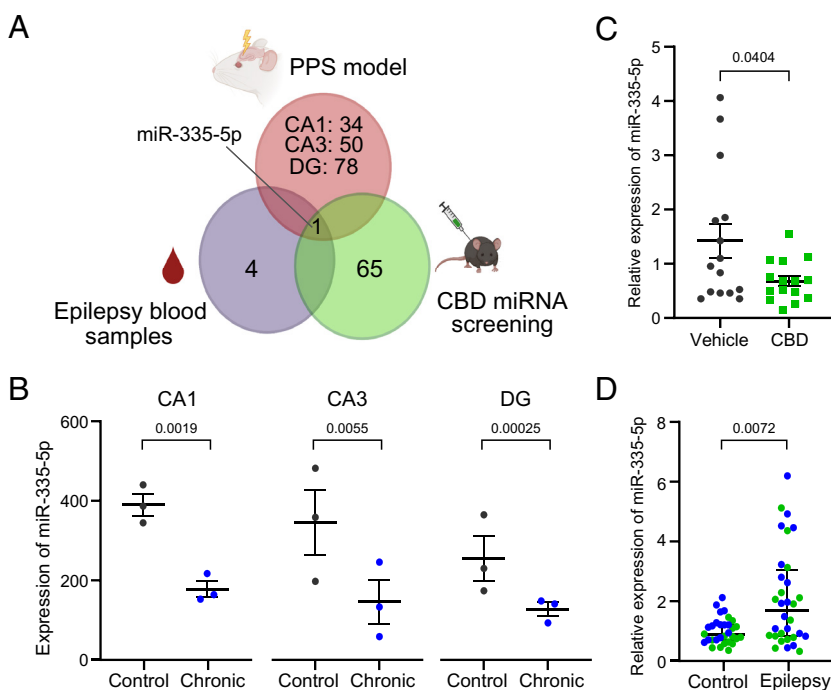 A
PPS model
miR-335-5p
CA1: 34
CA3: 50
DG: 78
1
4
65
Epilepsy blood
samples
CBD miRNA
screening
C
Relative expression of miR-335-5p
5
4
3
2
1
0
0.0404
Vehicle
CBD
B
Expression of miR-335-5p
600
400
200
0
CA1
0.0019
Control
Chronic
CA3
0.0055
Control
Chronic
DG
0.00025
Control
Chronic
D
Relative expression of miR-335-5p
8
6
4
2
0
0.0072
Control
Epilepsy